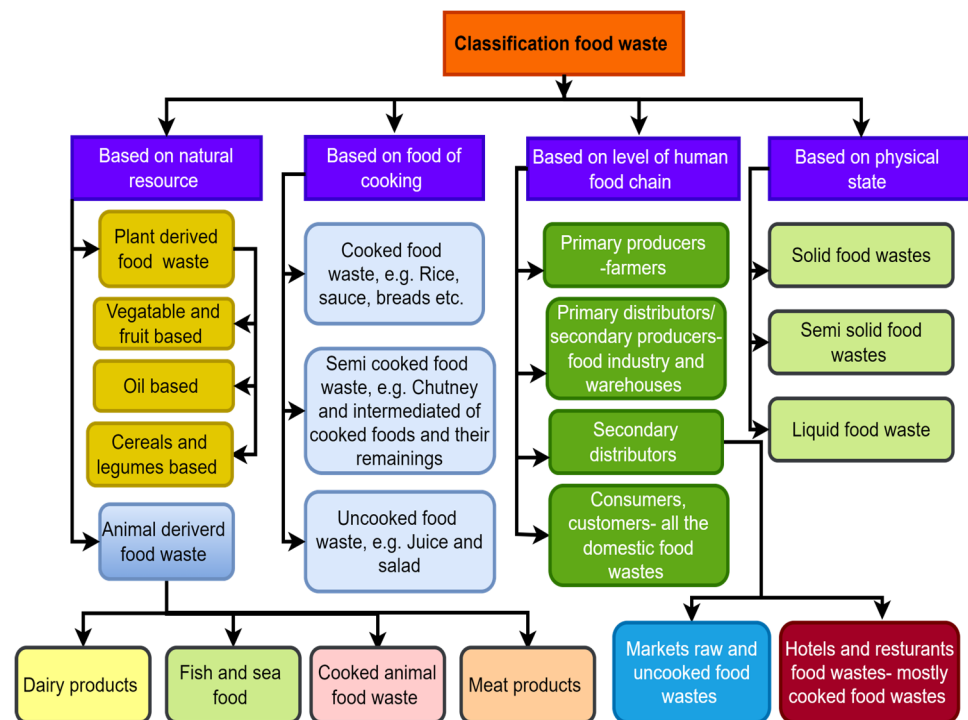 Classification food waste
Based on natural
resource
Based on food of
cooking
Based on level of human
food chain
Based on physical
state
Plant derived
food waste
Vegatable and
fruit based
Oil based
Cereals and
legumes based
Animal deriverd
food waste
Cooked food
waste, e.g. Rice,
sauce, breads etc.
Semi cooked food
waste, e.g. Chutney
and intermediated of
cooked foods and their
remainings
Uncooked food
waste, e.g. Juice and
salad
Primary producers
-farmers
Primary distributors/
secondary producers-
food industry and
warehouses
Secondary
distributors
Consumers,
customers- all the
domestic food
wastes
Solid food wastes
Semi solid food
wastes
Liquid food waste
Dairy products
Fish and sea
food
Cooked animal
food waste
Meat products
Markets raw and
uncooked food
wastes
Hotels and resturants
food wastes- mostly
cooked food wastes